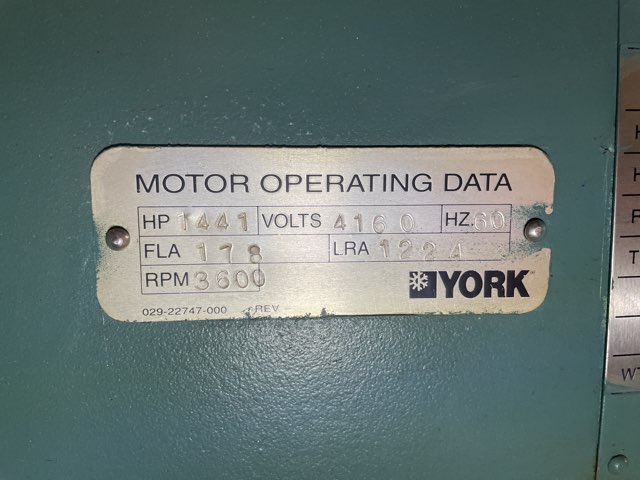 MOTOR OPERATING DATA
HP 1441 VOLTS 4160 HZ. 60
FLA 178 LRA 1224
RPM 3600
YORK
029-22747-000 REV
H
H
F
T
WT